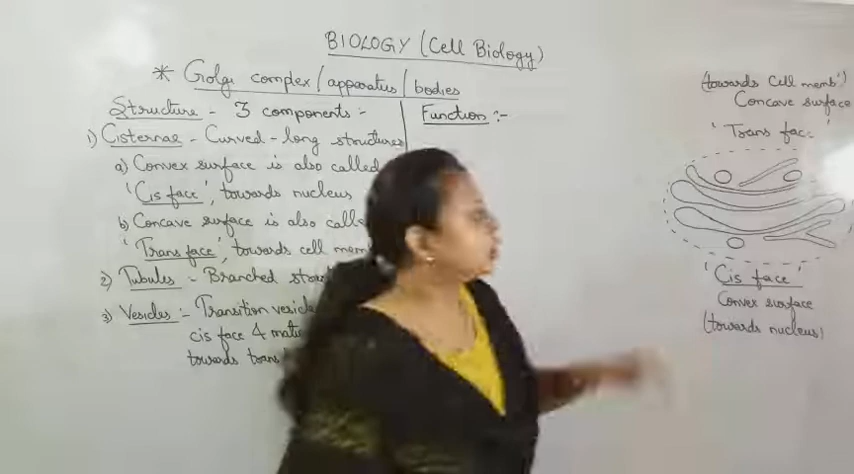 BIOLOGY (Cell Biology)
* Golgi complex / apparatus / bodies
Structure - 3 components :-
1) Cisternae - Curved - long structures
a) Convex surface is also called
'Cis face', towards nucleus
b) Concave surface is also
'Trans face', towards cell
2) Tubules - Branched
3) Vesicles :- Transition
cis face &
towards
Function :-
(towards cell memb')
Concave surface
'Trans face'
'Cis face'
Convex surface
(towards nucleus)